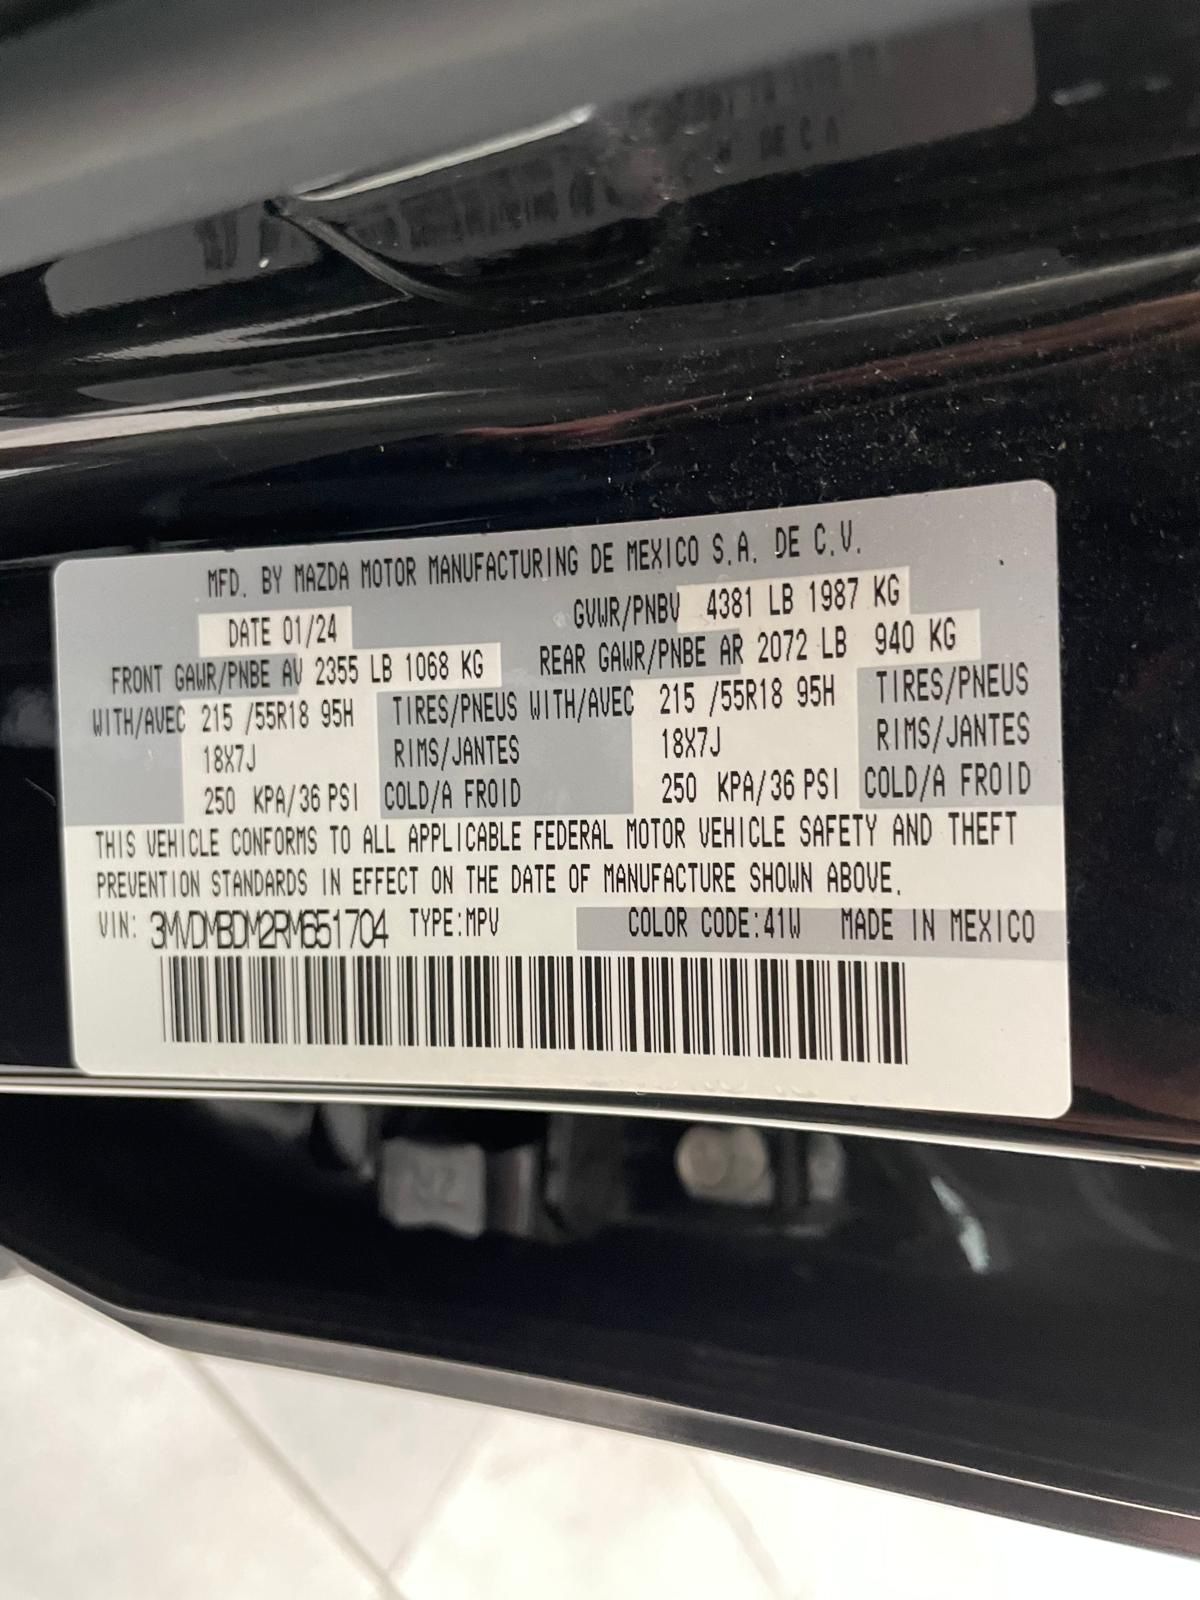 MFD. BY MAZDA MOTOR MANUFACTURING DE MEXICO S.A. DE C.V.
DATE 01/24 GVWR/PNBV 4381 LB 1987 KG
FRONT GAWR/PNBE AV 2355 LB 1068 KG REAR GAWR/PNBE AR 2072 LB 940 KG
WITH/AVEC 215 /55R18 95H TIRES/PNEUS WITH/AVEC 215 /55R18 95H TIRES/PNEUS
18X7J RIMS/JANTES 18X7J RIMS/JANTES
250 KPA/36 PSI COLD/A FROID 250 KPA/36 PSI COLD/A FROID
THIS VEHICLE CONFORMS TO ALL APPLICABLE FEDERAL MOTOR VEHICLE SAFETY AND THEFT
PREVENTION STANDARDS IN EFFECT ON THE DATE OF MANUFACTURE SHOWN ABOVE.
VIN: 3MVDMBDM2RM651704 TYPE:MPV COLOR CODE:41W MADE IN MEXICO